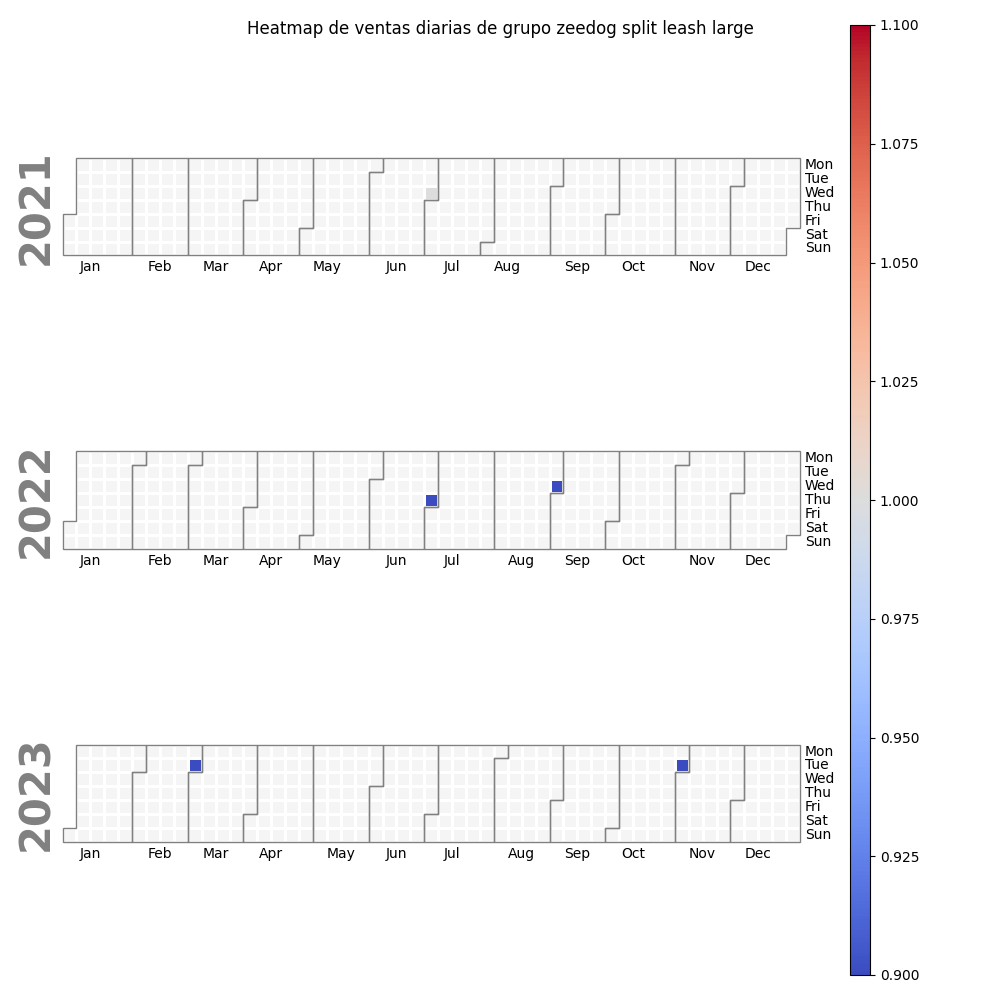 Heatmap de ventas diarias de grupo zeedog split leash large
1.100
1.075
1.050
1.025
1.000
0.975
0.950
0.925
0.900
2021
Mon
Tue
Wed
Thu
Fri
Sat
Sun
Jan Feb Mar Apr May Jun Jul Aug Sep Oct Nov Dec
2022
Mon
Tue
Wed
Thu
Fri
Sat
Sun
Jan Feb Mar Apr May Jun Jul Aug Sep Oct Nov Dec
2023
Mon
Tue
Wed
Thu
Fri
Sat
Sun
Jan Feb Mar Apr May Jun Jul Aug Sep Oct Nov Dec